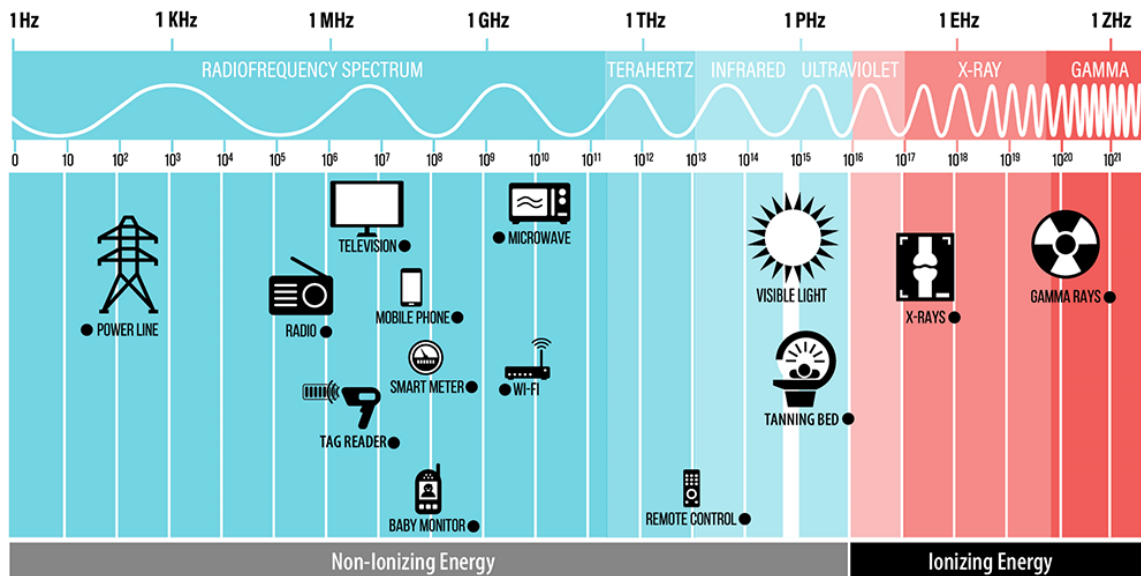 1 Hz 1 KHz 1 MHz 1 GHz 1 THz 1 PHz 1 EHz 1 ZHz
RADIOFREQUENCY SPECTRUM TERAHERTZ INFRARED ULTRAVIOLET X-RAY GAMMA
0 10 10² 10³ 10⁴ 10⁵ 10⁶ 10⁷ 10⁸ 10⁹ 10¹⁰ 10¹¹ 10¹² 10¹³ 10¹⁴ 10¹⁵ 10¹⁶ 10¹⁷ 10¹⁸ 10¹⁹ 10²⁰ 10²¹
TELEVISION
MICROWAVE
VISIBLE LIGHT
GAMMA RAYS
POWER LINE
RADIO
MOBILE PHONE
X-RAYS
SMART METER
WI-FI
TANNING BED
TAG READER
BABY MONITOR
REMOTE CONTROL
Non-Ionizing Energy Ionizing Energy